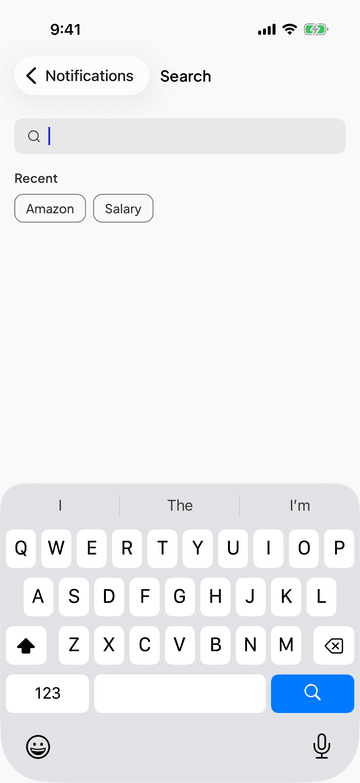 9:41
Notifications Search
Recent
Amazon Salary
I The I'm
Q W E R T Y U I O P
A S D F G H J K L
Z X C V B N M
123